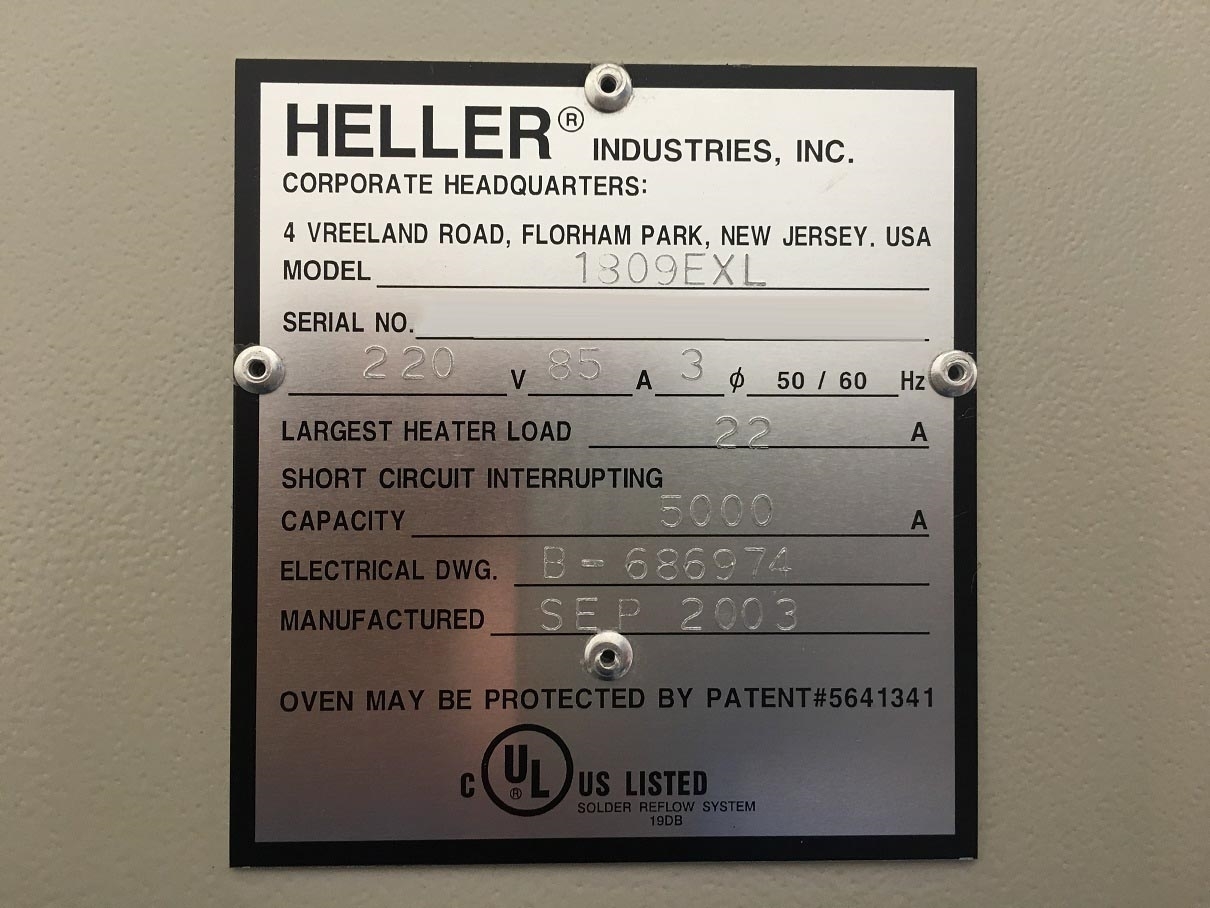 HELLER® INDUSTRIES, INC.
CORPORATE HEADQUARTERS:
4 VREELAND ROAD, FLORHAM PARK, NEW JERSEY. USA
MODEL 1809EXL
SERIAL NO.
220 V 85 A 3 ϕ 50 / 60 Hz
LARGEST HEATER LOAD 22 A
SHORT CIRCUIT INTERRUPTING
CAPACITY 5000 A
ELECTRICAL DWG. B-686974
MANUFACTURED SEP 2003
OVEN MAY BE PROTECTED BY PATENT#5641341
C UL® US LISTED
SOLDER REFLOW SYSTEM
19DB